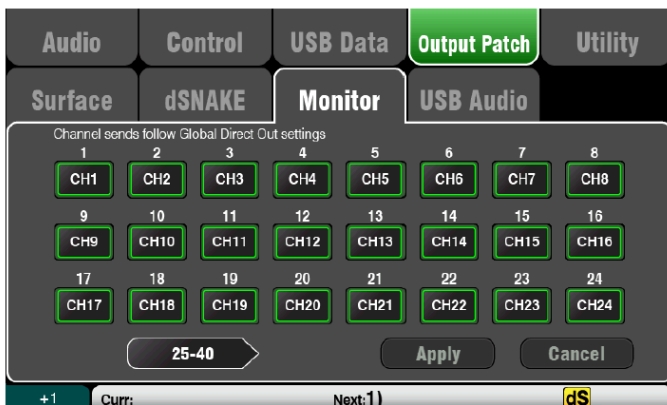 Audio Control USB Data Output Patch Utility
Surface dSNAKE Monitor USB Audio
Channel sends follow Global Direct Out settings
1 2 3 4 5 6 7 8
CH1 CH2 CH3 CH4 CH5 CH6 CH7 CH8
9 10 11 12 13 14 15 16
CH9 CH10 CH11 CH12 CH13 CH14 CH15 CH16
17 18 19 20 21 22 23 24
CH17 CH18 CH19 CH20 CH21 CH22 CH23 CH24
25-40 Apply Cancel
+1 Curr: Next:1) dS